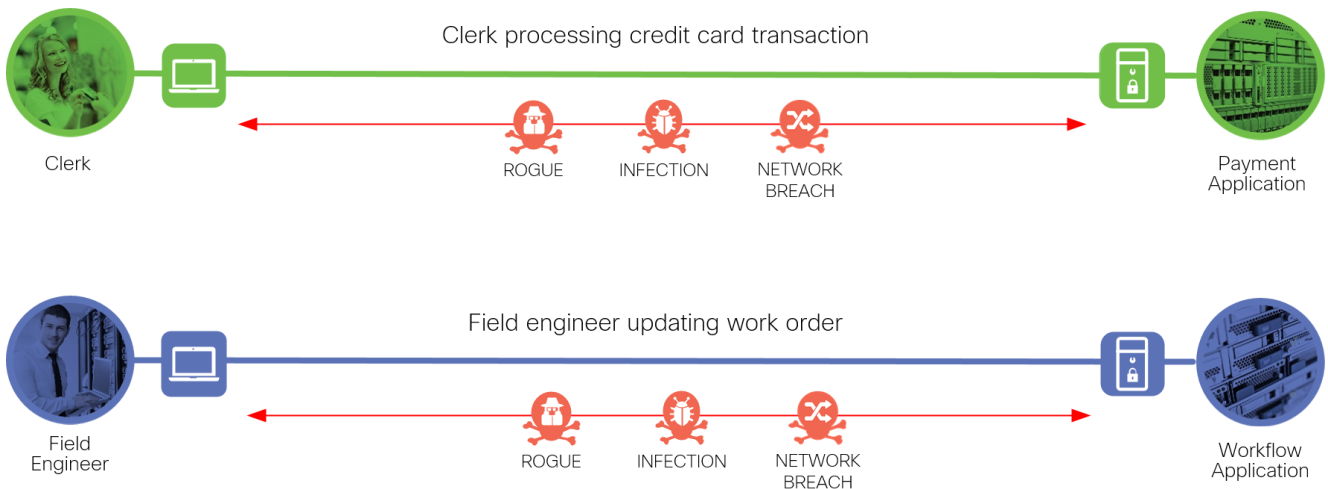 Clerk processing credit card transaction
Clerk
ROGUE
INFECTION
NETWORK
BREACH
Payment
Application
Field engineer updating work order
Field
Engineer
ROGUE
INFECTION
NETWORK
BREACH
Workflow
Application